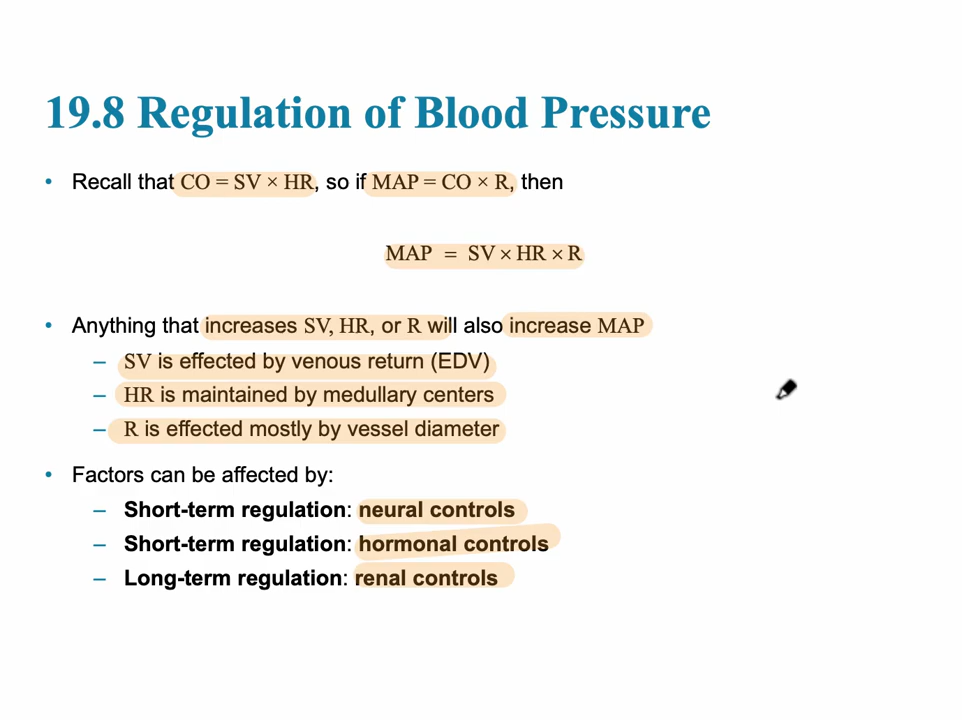 19.8 Regulation of Blood Pressure
• Recall that CO = SV × HR, so if MAP = CO × R, then
MAP = SV × HR × R
• Anything that increases SV, HR, or R will also increase MAP
– SV is effected by venous return (EDV)
– HR is maintained by medullary centers
– R is effected mostly by vessel diameter
• Factors can be affected by:
– Short-term regulation: neural controls
– Short-term regulation: hormonal controls
– Long-term regulation: renal controls